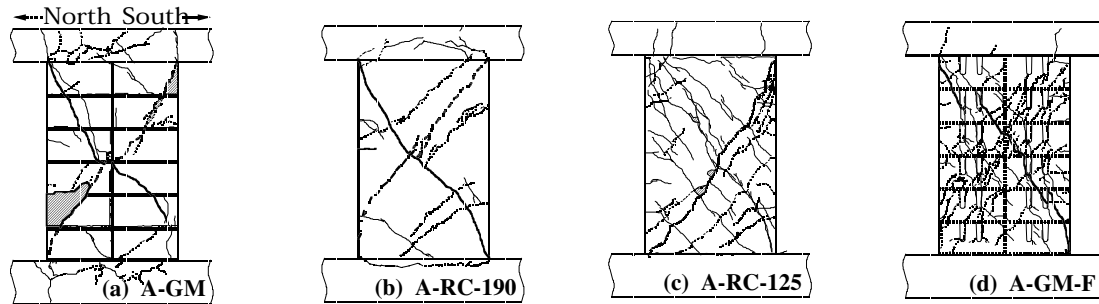 North South
(a) A-GM
(b) A-RC-190
(c) A-RC-125
(d) A-GM-F